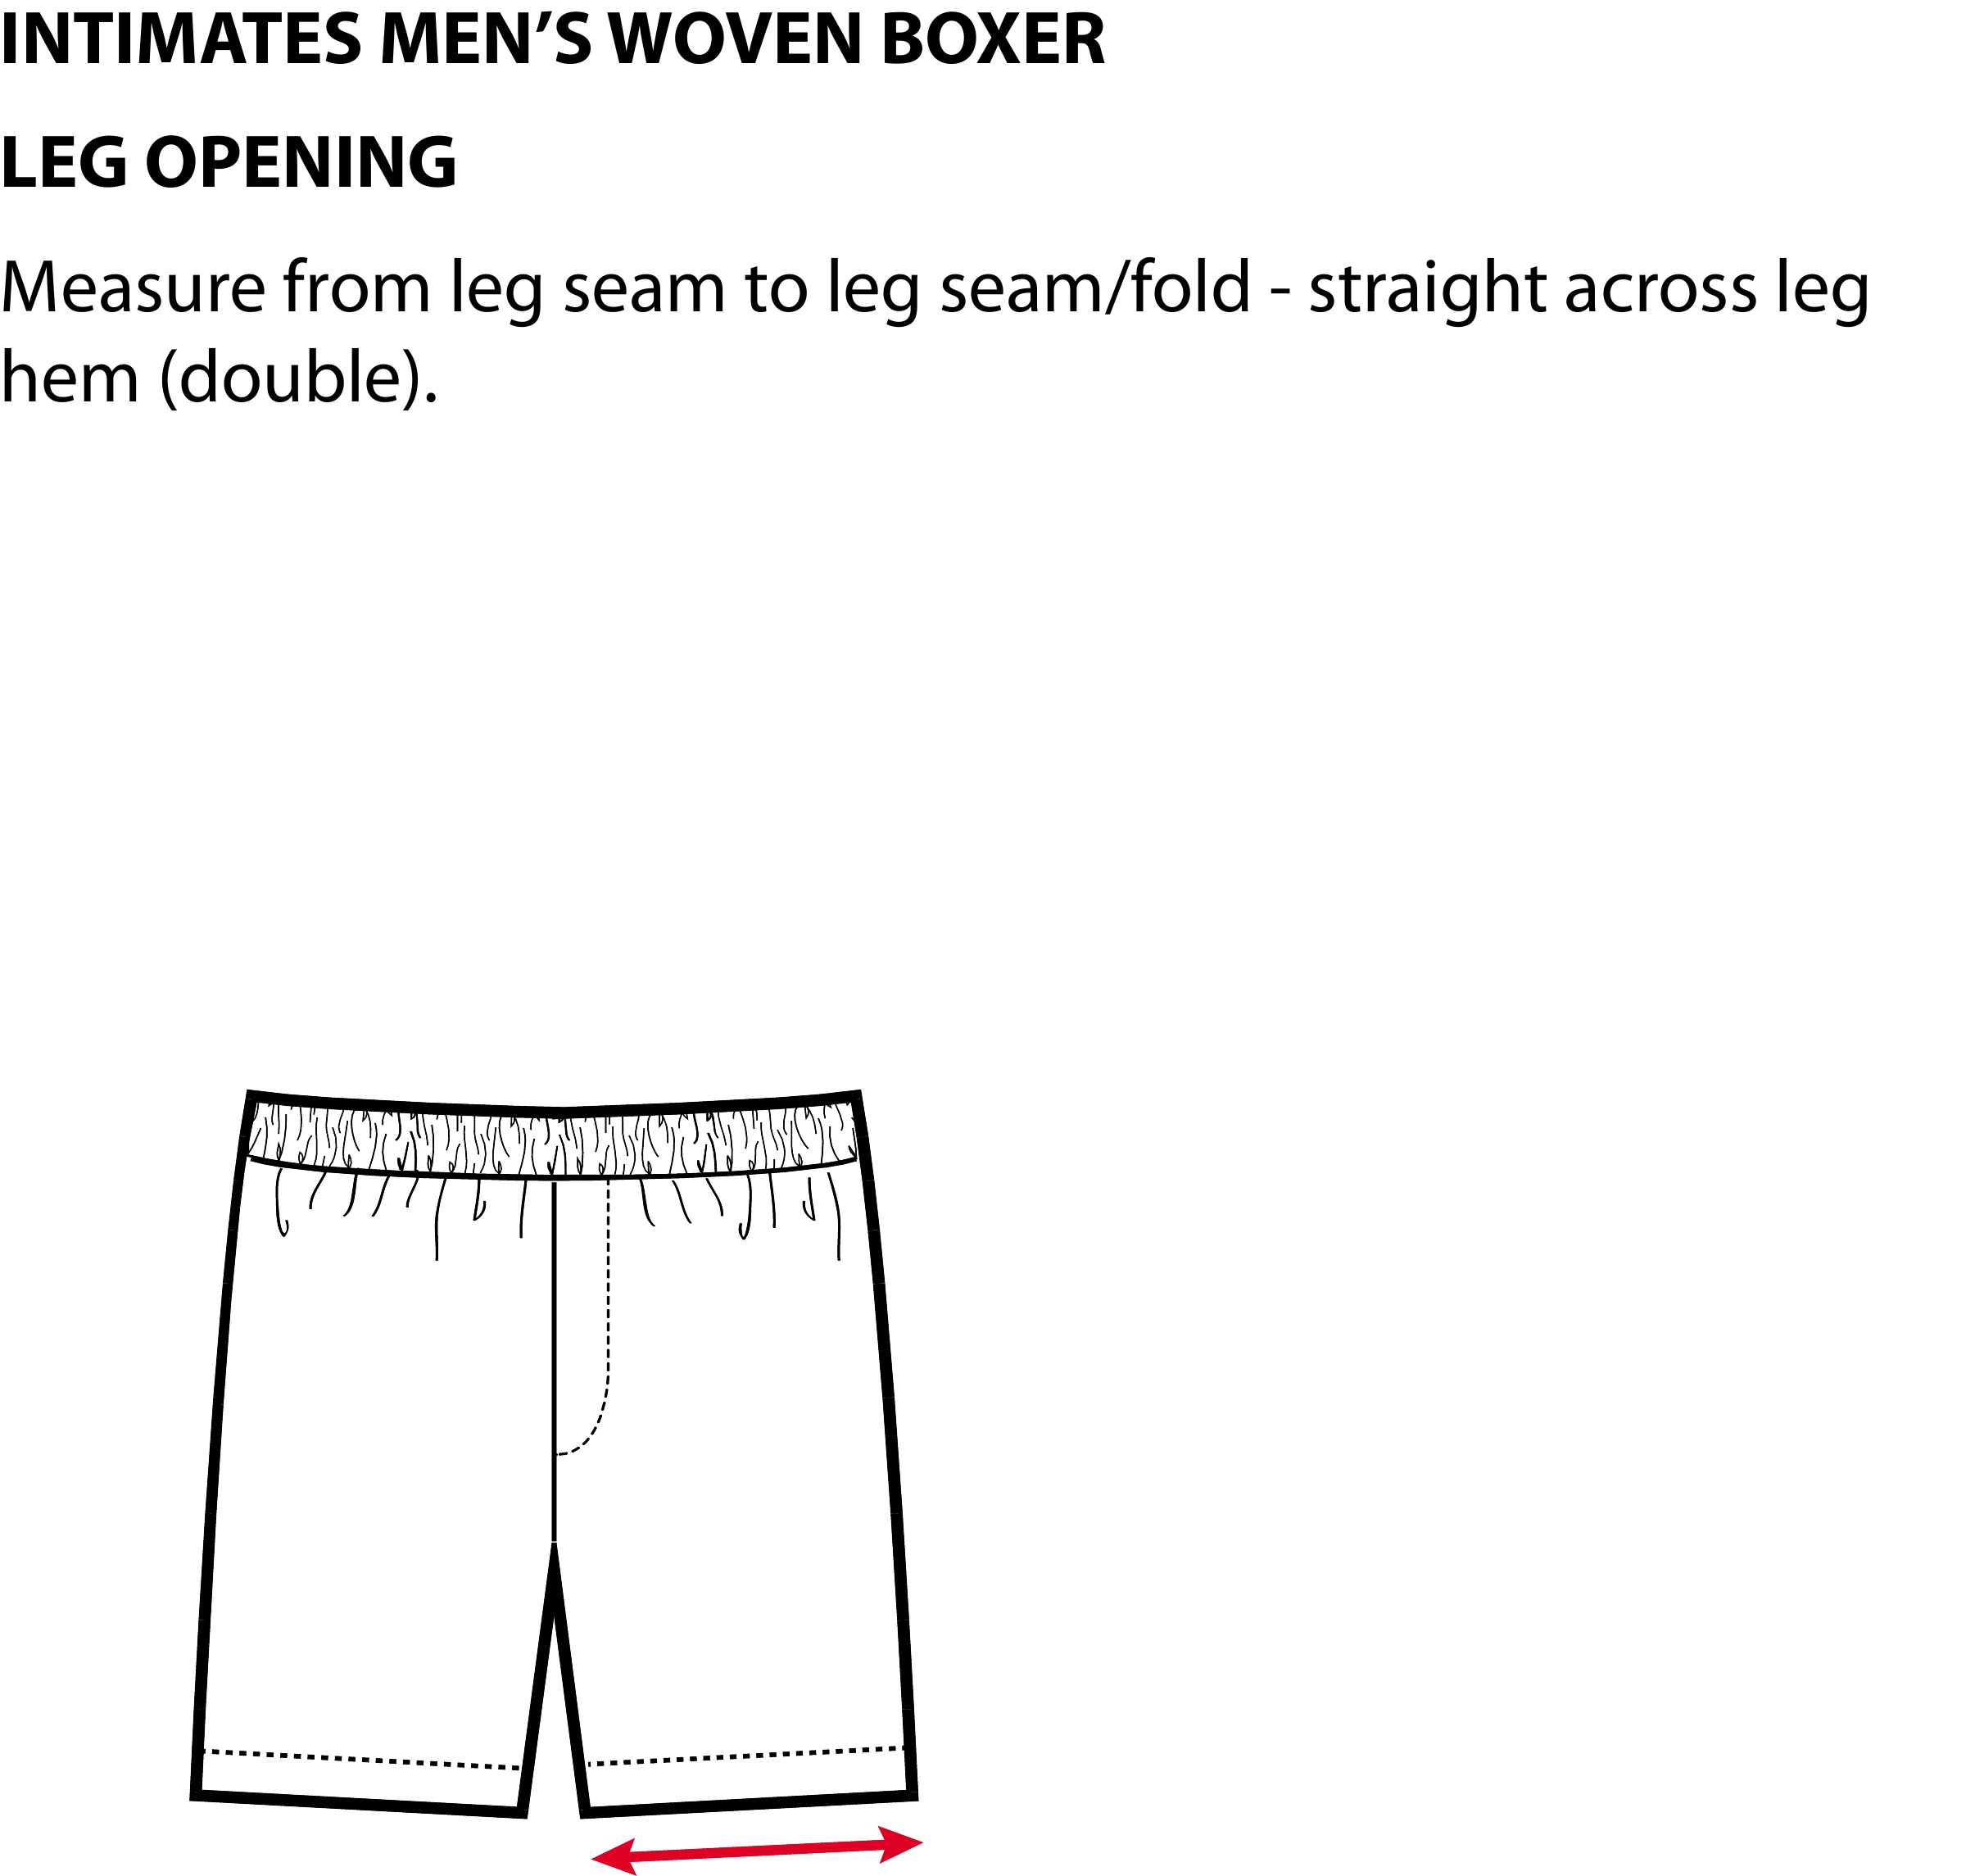 INTIMATES MEN‘S WOVEN BOXER
LEG OPENING
Measure from leg seam to leg seam/fold - straight across leg
hem (double).